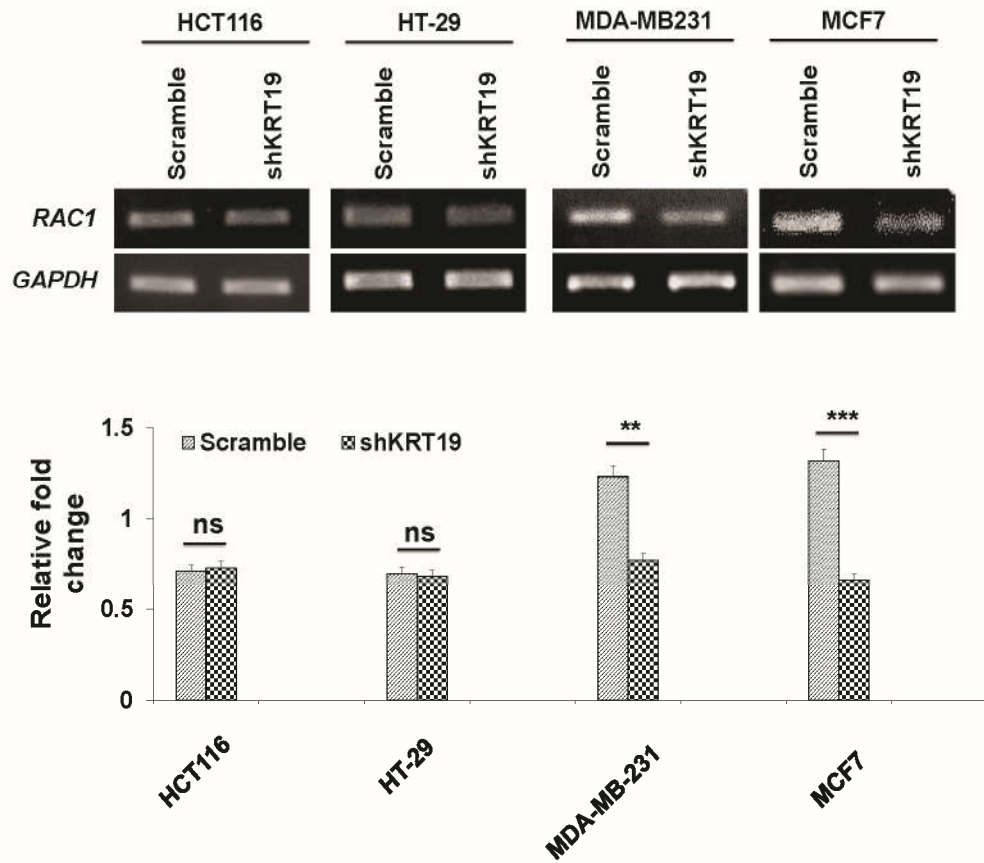 HCT116 HT-29 MDA-MB231 MCF7
Scramble shKRT19 Scramble shKRT19 Scramble shKRT19 Scramble shKRT19
RAC1
GAPDH
Relative fold
change
1.5
1
0.5
0
Scramble shKRT19
ns ns ** ***
HCT116 HT-29 MDA-MB-231 MCF7